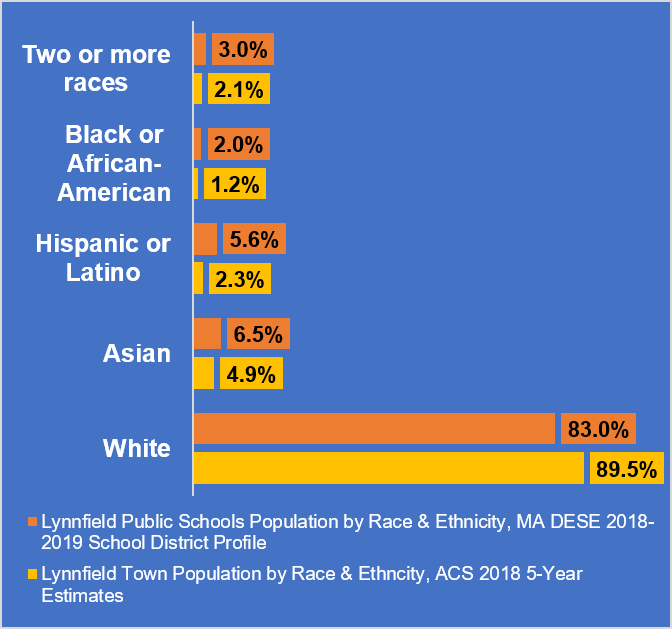 Two or more
races
3.0%
2.1%
Black or
African-
American
2.0%
1.2%
Hispanic or
Latino
5.6%
2.3%
Asian
6.5%
4.9%
White
83.0%
89.5%
Lynnfield Public Schools Population by Race & Ethnicity, MA DESE 2018-
2019 School District Profile
Lynnfield Town Population by Race & Ethncity, ACS 2018 5-Year
Estimates